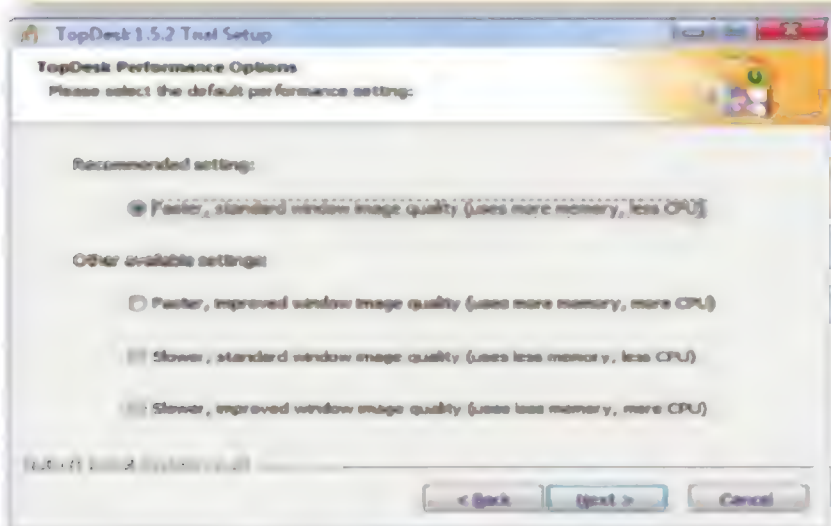 TopDesk 1.5.2 Trial Setup
TopDesk Performance Options
Please select the default performance setting:
Recommended setting:
Faster, standard window image quality (uses more memory, less CPU)
Other available settings:
Faster, improved window image quality (uses more memory, more CPU)
Slower, standard window image quality (uses less memory, less CPU)
Slower, improved window image quality (uses less memory, more CPU)
< Back
Next >
Cancel